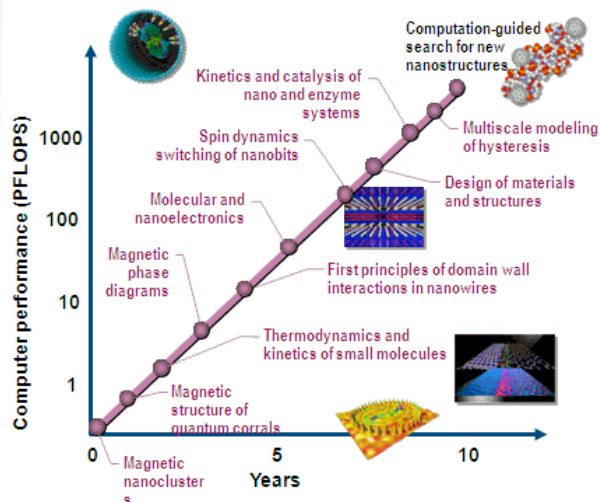 Computation-guided
search for new
nanostructures
Kinetics and catalysis of
nano and enzyme
systems
Multiscale modeling
of hysteresis
Spin dynamics
switching of nanobits
Design of materials
and structures
Molecular and
nanoelectronics
First principles of domain wall
interactions in nanowires
Magnetic
phase
diagrams
Thermodynamics and
kinetics of small molecules
Magnetic
structure of
quantum corrals
Magnetic
nanocluster
s
Computer performance (PFLOPS)
1000
100
10
1
0
5
10
Years